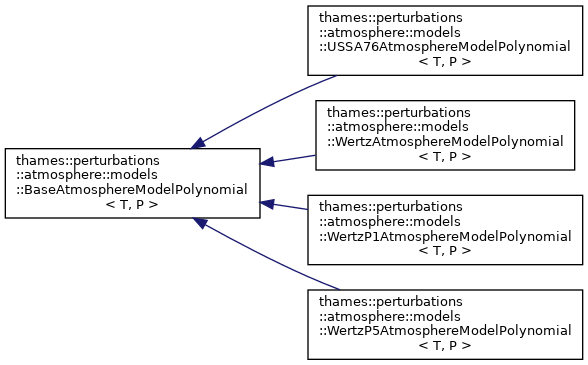 thames::perturbations
::atmosphere::models
::USSA76AtmosphereModelPolynomial
< T, P >
thames::perturbations
::atmosphere::models
::WertzAtmosphereModelPolynomial
< T, P >
thames::perturbations
::atmosphere::models
::BaseAtmosphereModelPolynomial
< T, P >
thames::perturbations
::atmosphere::models
::WertzP1AtmosphereModelPolynomial
< T, P >
thames::perturbations
::atmosphere::models
::WertzP5AtmosphereModelPolynomial
< T, P >